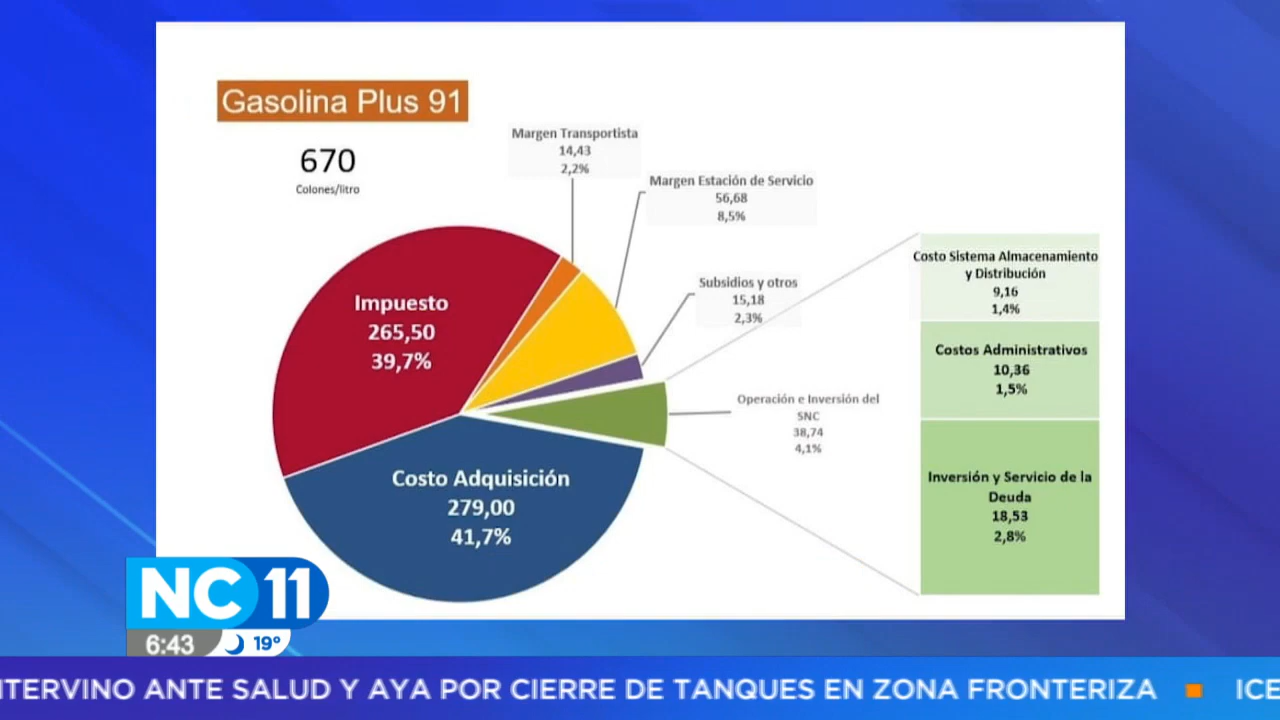 Gasolina Plus 91
670
Colones/litro
Margen Transportista
14,43
2,2%
Margen Estación de Servicio
56,68
8,5%
Subsidios y otros
15,18
2,3%
Impuesto
265,50
39,7%
Costo Adquisición
279,00
41,7%
Operación e Inversión del
SNC
38,74
4,1%
Costo Sistema Almacenamiento
y Distribución
9,16
1,4%
Costos Administrativos
10,36
1,5%
Inversión y Servicio de la
Deuda
18,53
2,8%
NC 11
6:43
19°
NTERVINO ANTE SALUD Y AYA POR CIERRE DE TANQUES EN ZONA FRONTERIZA ICE